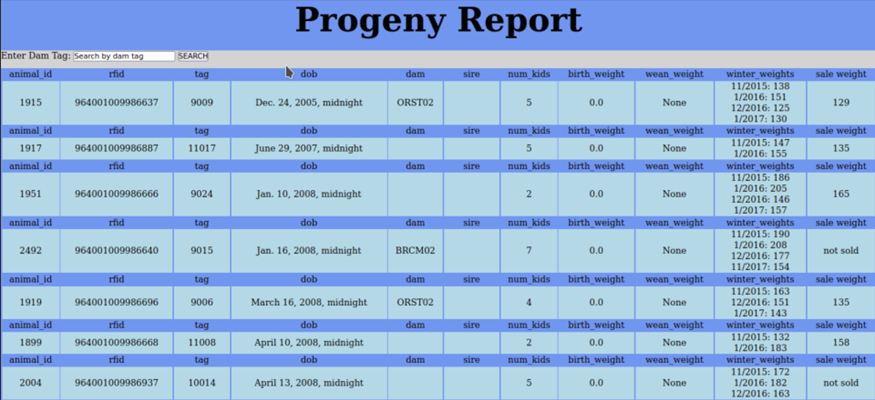 Progeny Report
Enter Dam Tag: Search by dam tag SEARCH
animal_id rfid tag dob dam sire num_kids birth_weight wean_weight winter_weights sale weight
1915 964001009986637 9009 Dec. 24, 2005, midnight ORST02 5 0.0 None 11/2015: 138 129
1/2016: 151
12/2016: 125
1/2017: 130
animal_id rfid tag dob dam sire num_kids birth_weight wean_weight winter_weights sale weight
1917 964001009986887 11017 June 29, 2007, midnight 5 0.0 None 11/2015: 147 135
1/2016: 155
animal_id rfid tag dob dam sire num_kids birth_weight wean_weight winter_weights sale weight
1951 964001009986666 9024 Jan. 10, 2008, midnight 2 0.0 None 11/2015: 186 165
1/2016: 205
12/2016: 146
1/2017: 157
animal_id rfid tag dob dam sire num_kids birth_weight wean_weight winter_weights sale weight
2492 964001009986640 9015 Jan. 16, 2008, midnight BRCM02 7 0.0 None 11/2015: 190 not sold
1/2016: 208
12/2016: 177
11/2017: 154
animal_id rfid tag dob dam sire num_kids birth_weight wean_weight winter_weights sale weight
1919 964001009986696 9006 March 16, 2008, midnight ORST02 4 0.0 None 11/2015: 163 135
12/2016: 151
1/2017: 143
animal_id rfid tag dob dam sire num_kids birth_weight wean_weight winter_weights sale weight
1899 964001009986668 11008 April 10, 2008, midnight 2 0.0 None 11/2015: 132 158
1/2016: 183
animal_id rfid tag dob dam sire num_kids birth_weight wean_weight winter_weights sale weight
2004 964001009986937 10014 April 13, 2008, midnight 5 0.0 None 11/2015: 172 not sold
1/2016: 182
12/2016: 163